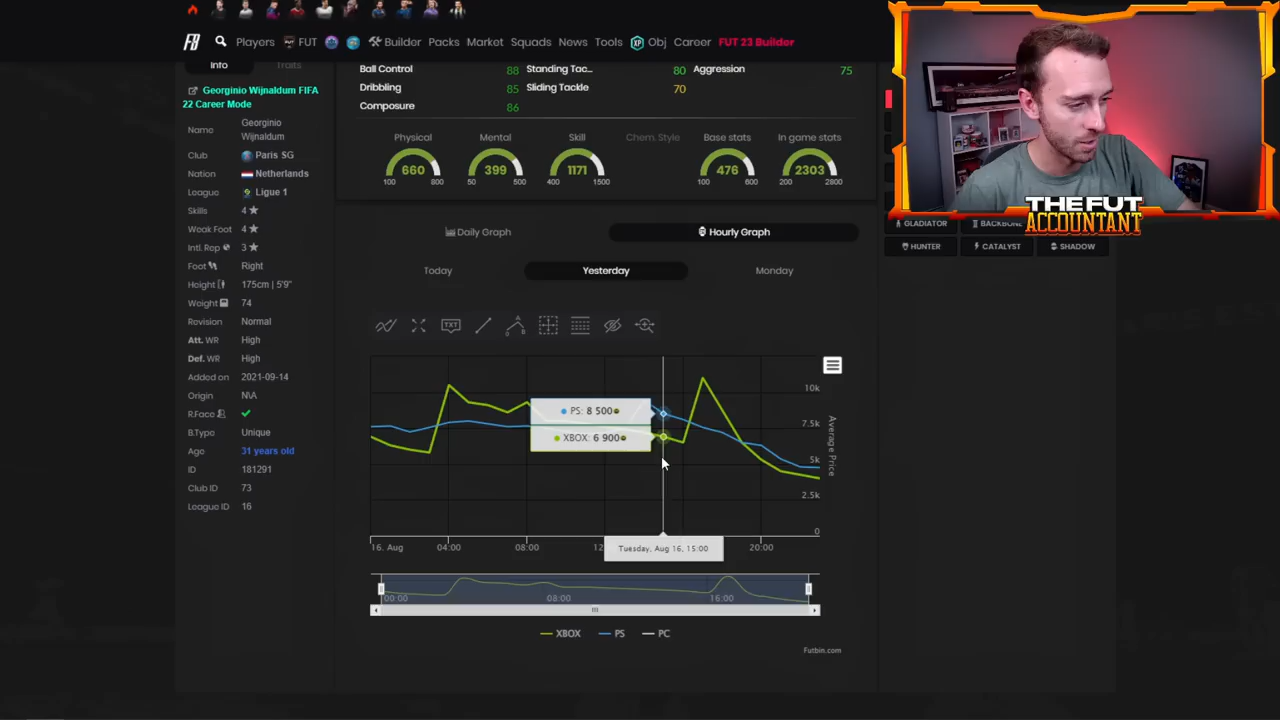 F8 Players FUT Builder Packs Market Squads News Tools XP Obj Career FUT 23 Builder
Info Traits
Georginio Wijnaldum FIFA
22 Career Mode
Name Georginio
Wijnaldum
Club Paris SG
Nation Netherlands
League Ligue 1
Skills 4★
Weak Foot 4★
Intl. Rep 3★
Foot Right
Height 175cm | 5'9"
Weight 74
Revision Normal
Att. WR High
Def. WR High
Added on 2021-09-14
Origin N\A
R.Face
B.Type Unique
Age 31 years old
ID 181291
Club ID 73
League ID 16
Ball Control 88 Standing Tac... 80 Aggression 75
Dribbling 85 Sliding Tackle 70
Composure 86
Physical Mental Skill Chem. Style Base stats In game stats
660 399 1171 476 2303
100 800 50 500 400 1500 100 600 200 2800
Daily Graph Hourly Graph
Today Yesterday Monday
TXT
PS: 8 500
XBOX: 6 900
10k
7.5k
5k
2.5k
0
Average Price
16. Aug 04:00 08:00 12 20:00
Tuesday, Aug 16, 15:00
00:00 08:00 16:00
XBOX PS PC
Futbin.com
THE FUT
ACCOUNTANT
GLADIATOR BACKBONE
HUNTER CATALYST SHADOW